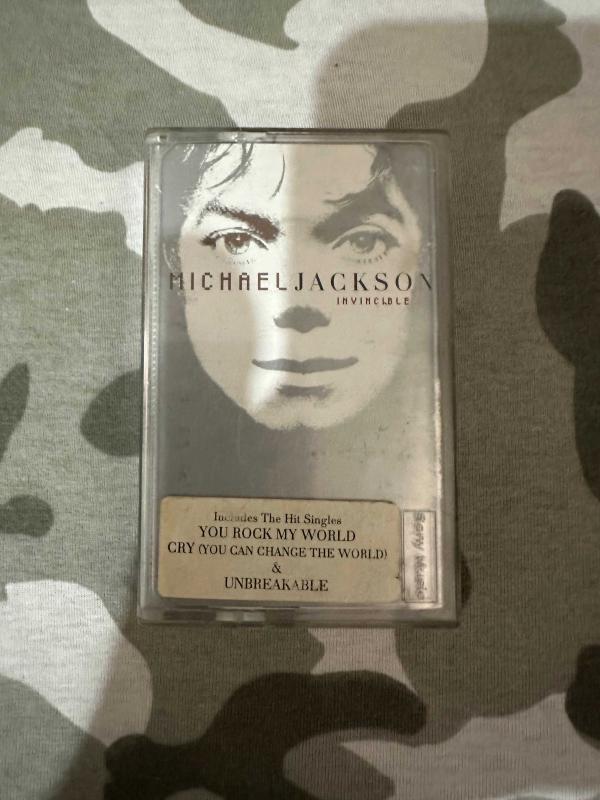 MICHAELJACKSON
INVINCIBLE
Includes The Hit Singles
YOU ROCK MY WORLD
CRY (YOU CAN CHANGE THE WORLD)
&
UNBREAKABLE
Sony Music